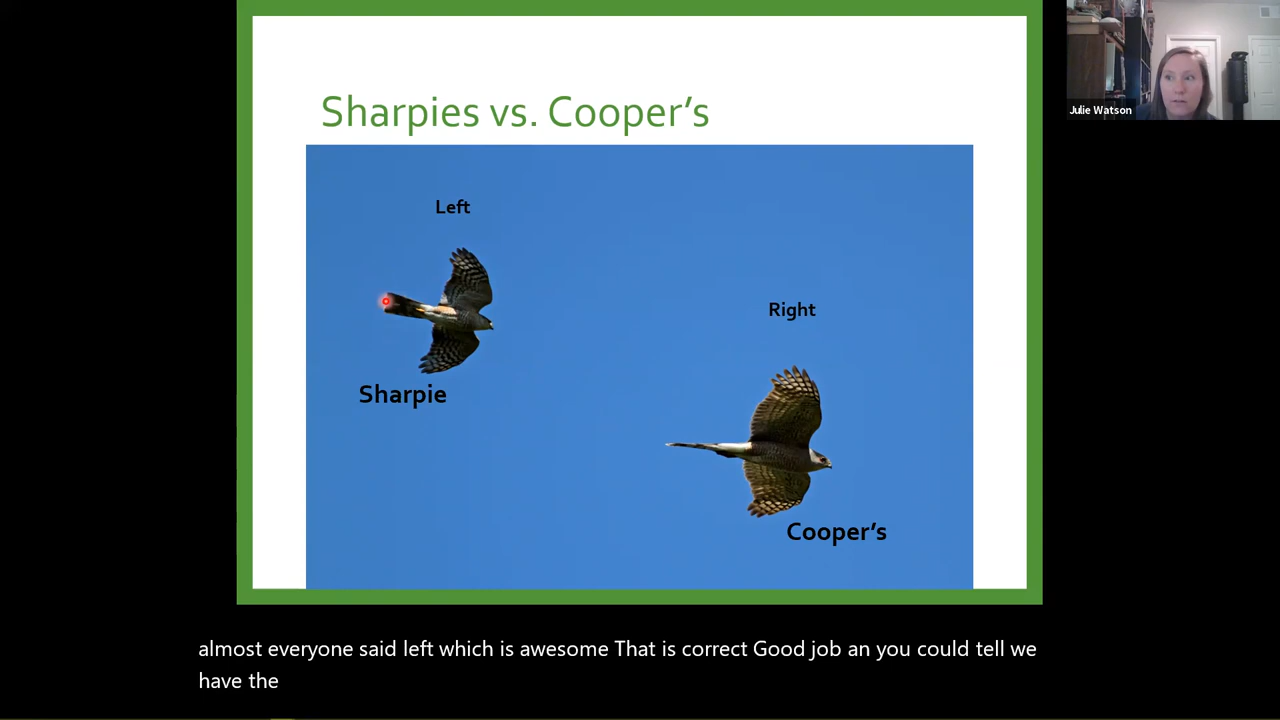 Sharpies vs. Cooper's
Julie Watson
Left
Right
Sharpie
Cooper's
almost everyone said left which is awesome That is correct Good job an you could tell we
have the